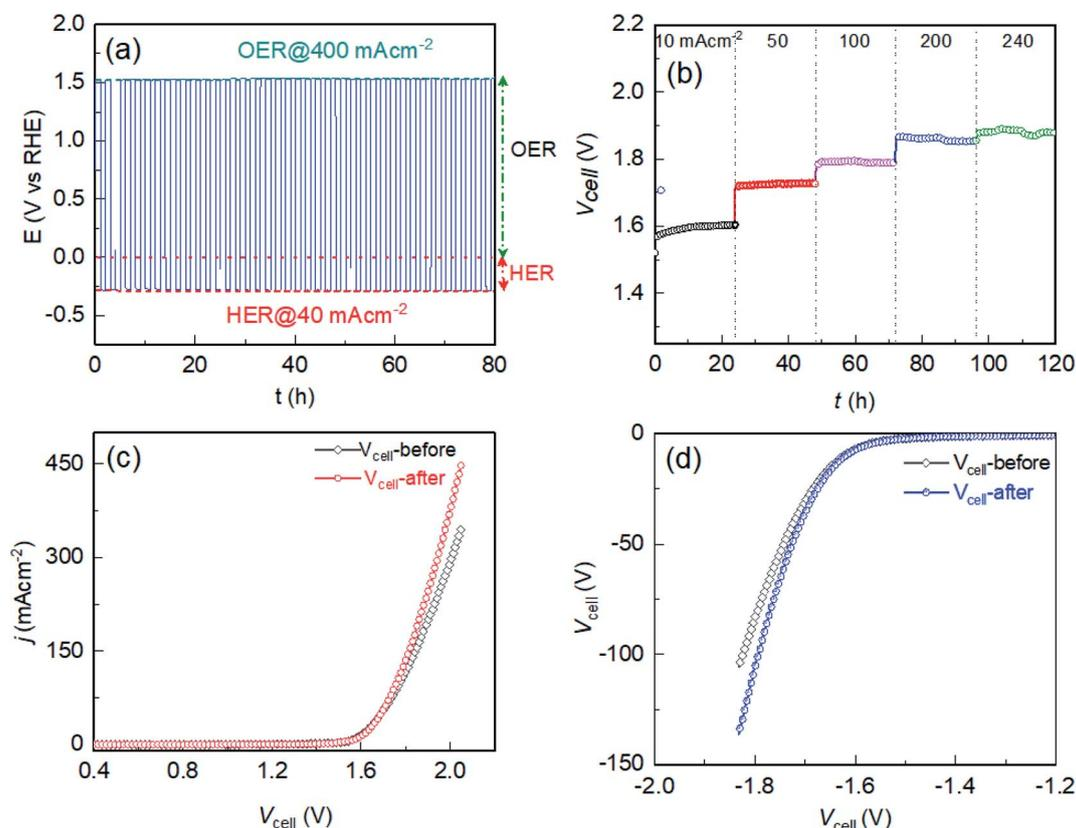 (a)
OER@400 mAcm⁻²
HER@40 mAcm⁻²
OER
HER
2.0
1.5
1.0
0.5
0.0
-0.5
0 20 40 60 80
E (V vs RHE)
t (h)
(b)
10 mAcm⁻² 50 100 200 240
2.2
2.0
1.8
1.6
1.4
0 20 40 60 80 100 120
Vcell (V)
t (h)
(c)
Vcell-before
Vcell-after
450
300
150
0
0.4 0.8 1.2 1.6 2.0
j (mAcm⁻²)
Vcell (V)
(d)
Vcell-before
Vcell-after
0
-50
-100
-150
-2.0 -1.8 -1.6 -1.4 -1.2
Vcell (V)
Vcell (V)